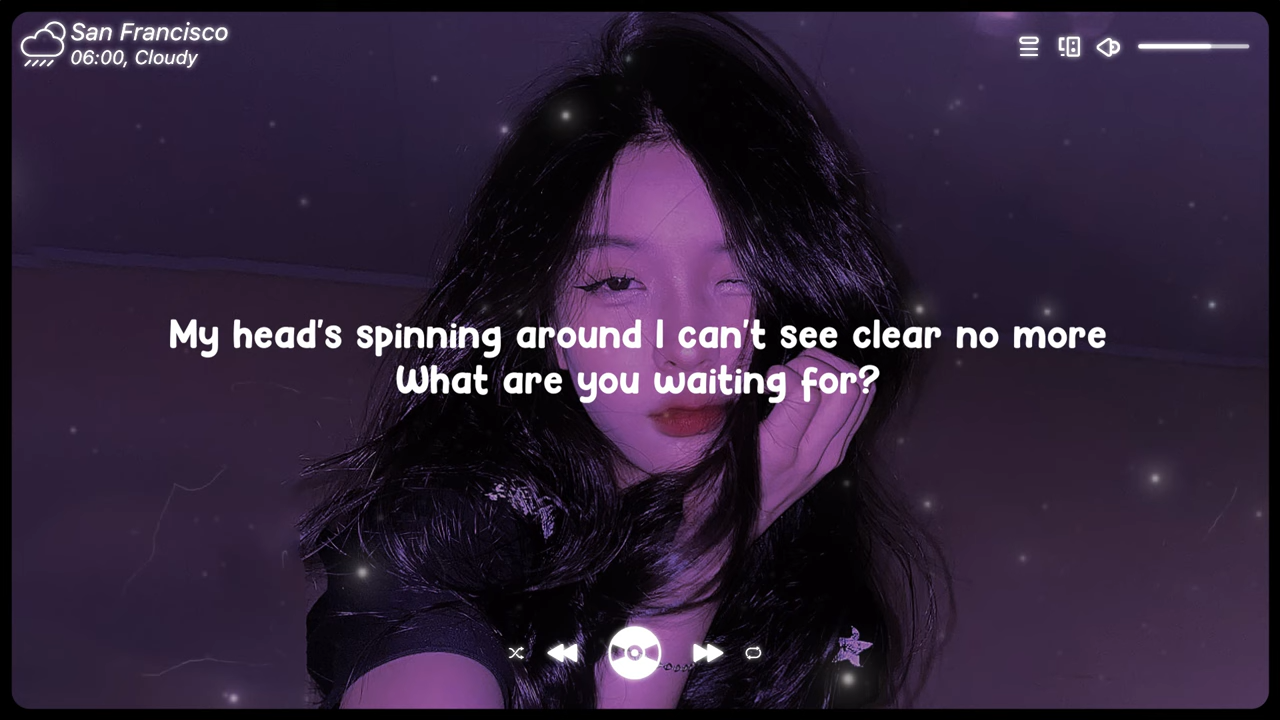 San Francisco
06:00, Cloudy
My head's spinning around I can't see clear no more
What are you waiting for?